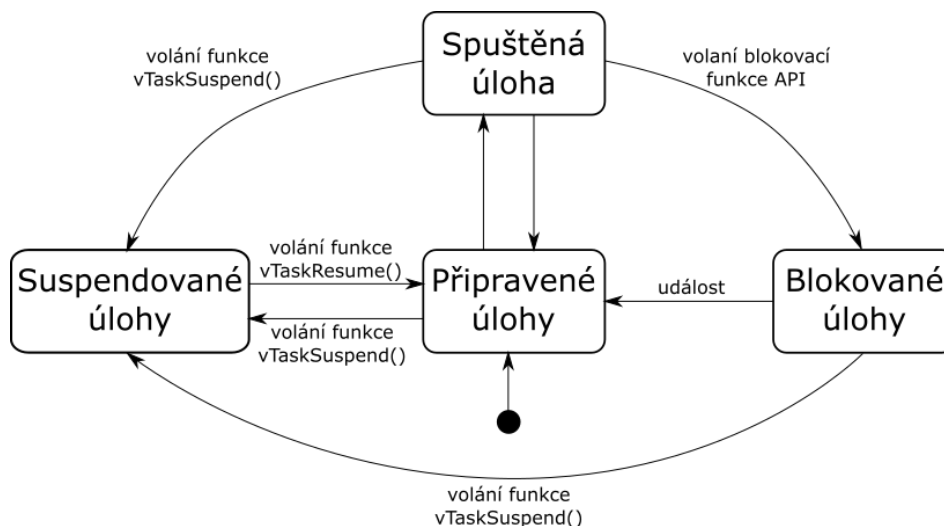 Spuštěná
úloha
volání funkce
vTaskSuspend()
volaní blokovací
funkce API
Suspendované
úlohy
volání funkce
vTaskResume()
volání funkce
vTaskSuspend()
Připravené
úlohy
událost
Blokované
úlohy
volání funkce
vTaskSuspend()